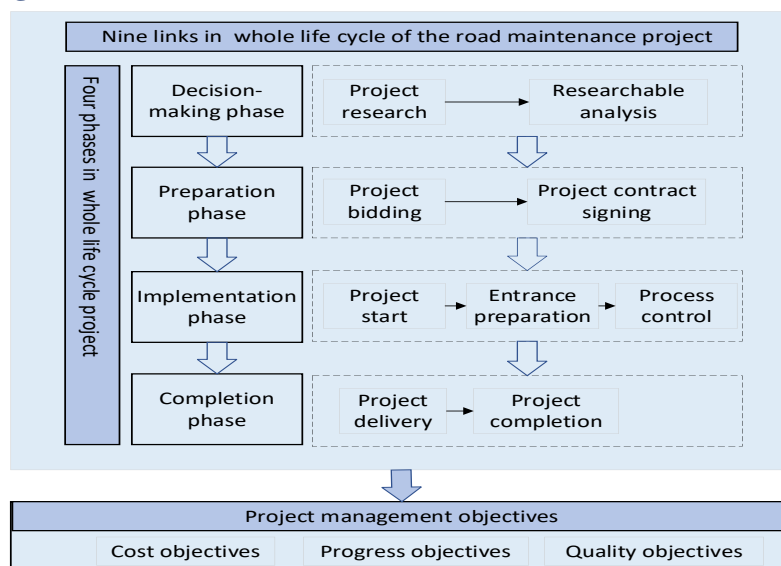 Nine links in whole life cycle of the road maintenance project
Four phases in whole life cycle project
Decision-
making phase
Project
research
Researchable
analysis
Preparation
phase
Project
bidding
Project contract
signing
Implementation
phase
Project
start
Entrance
preparation
Process
control
Completion
phase
Project
delivery
Project
completion
Project management objectives
Cost objectives
Progress objectives
Quality objectives